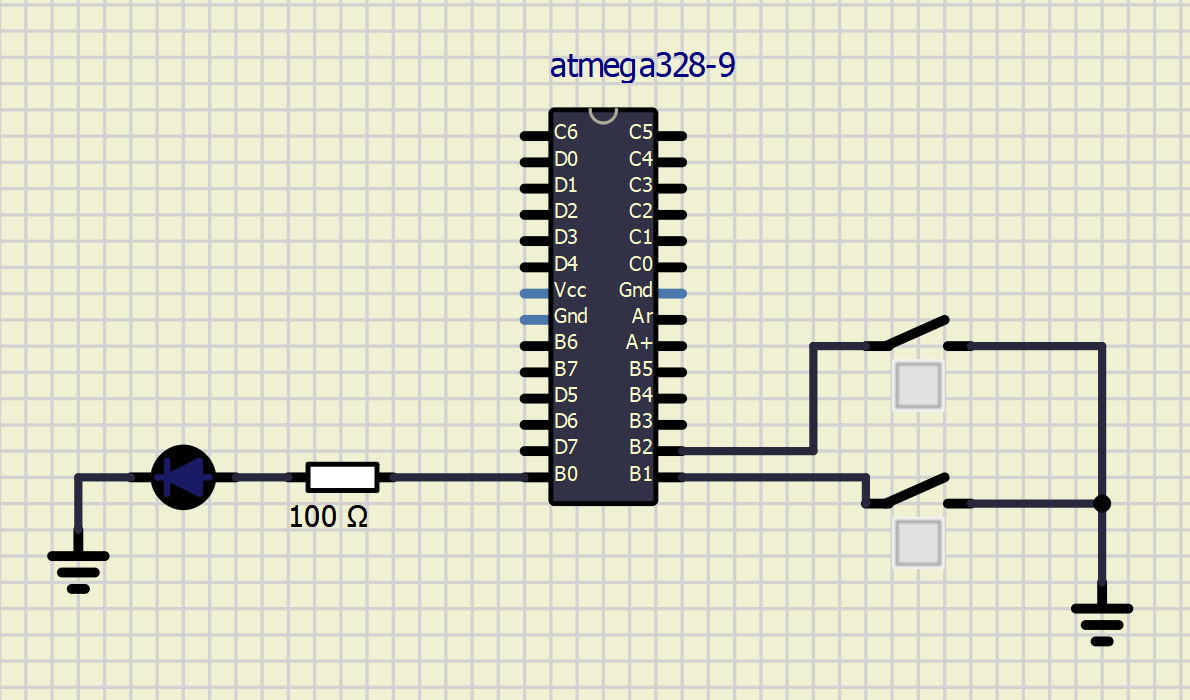 atmega328-9
C6 C5
D0 C4
D1 C3
D2 C2
D3 C1
D4 C0
Vcc Gnd
Gnd Ar
B6 A+
B7 B5
D5 B4
D6 B3
D7 B2
B0 B1
100 Ω